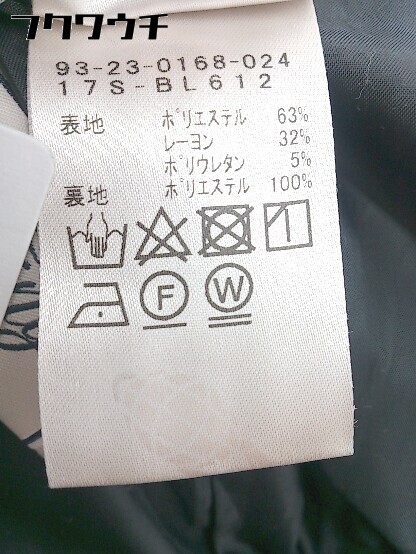 フクワウチ
93-23-0168-024
17S-BL612
表地 ポリエステル 63%
レーヨン 32%
ポリウレタン 5%
裏地 ポリエステル 100%
F W